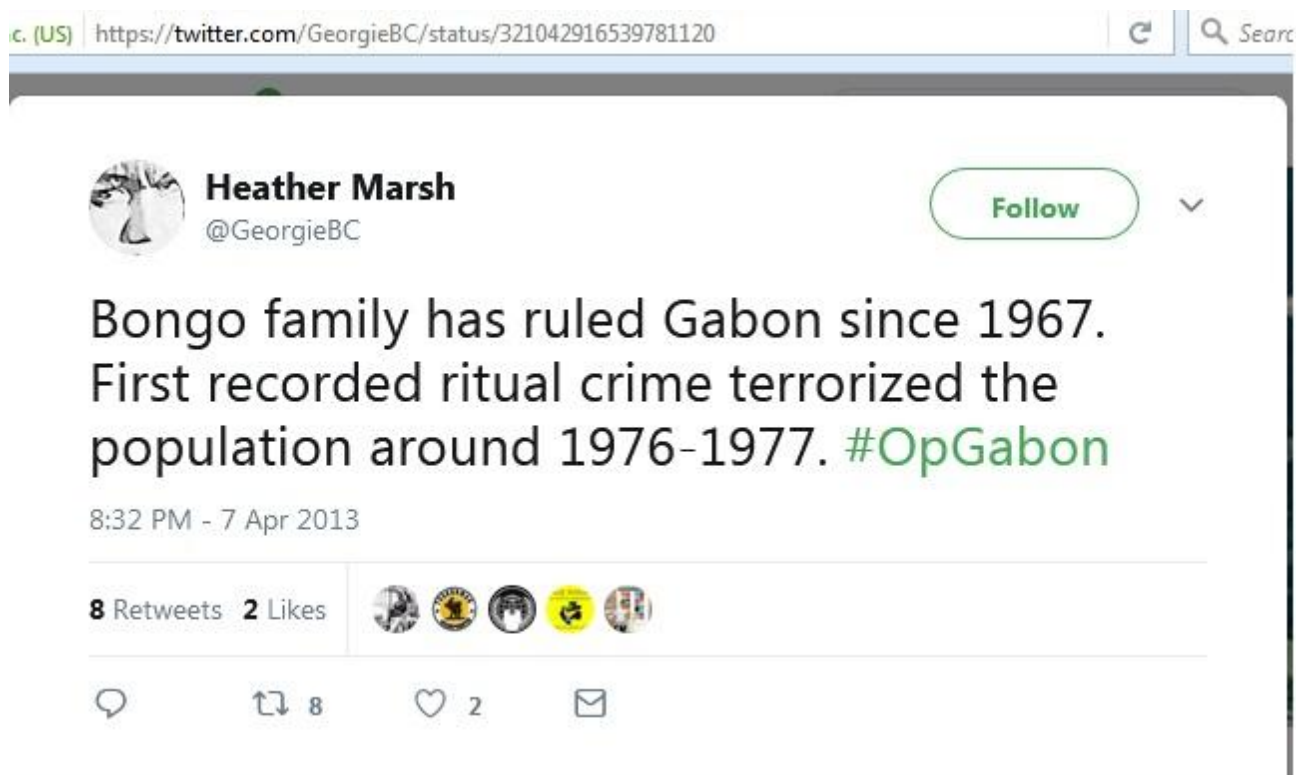 c. (US) https://twitter.com/GeorgieBC/status/321042916539781120 Searc
Heather Marsh
@GeorgieBC
Follow
Bongo family has ruled Gabon since 1967.
First recorded ritual crime terrorized the
population around 1976-1977. #OpGabon
8:32 PM - 7 Apr 2013
8 Retweets 2 Likes
8 2